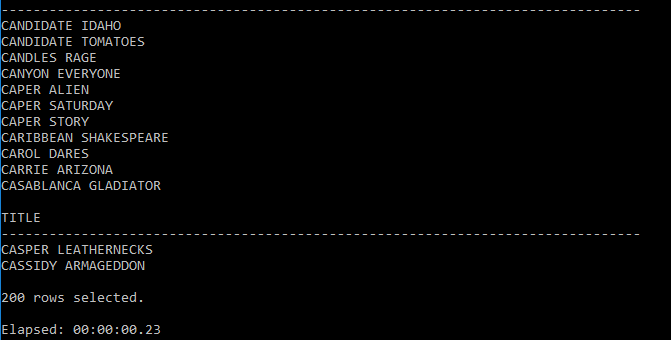 --------------------------------------------------------------------------------
CANDIDATE IDAHO
CANDIDATE TOMATOES
CANDLES RAGE
CANYON EVERYONE
CAPER ALIEN
CAPER SATURDAY
CAPER STORY
CARIBBEAN SHAKESPEARE
CAROL DARES
CARRIE ARIZONA
CASABLANCA GLADIATOR
TITLE
--------------------------------------------------------------------------------
CASPER LEATHERNECKS
CASSIDY ARMAGEDDON
200 rows selected.
Elapsed: 00:00:00.23